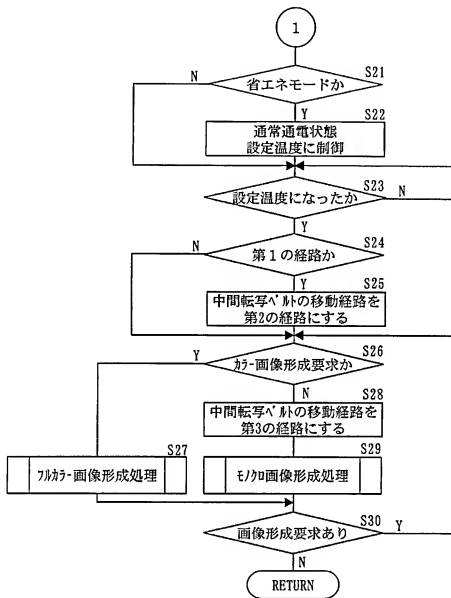 1
S21
N
省エネモードか
Y
S22
通常通電状態
設定温度に制御
S23
設定温度になったか
N
Y
S24
N
第１の経路か
Y
S25
中間転写ベルトの移動経路を
第2の経路にする
S26
Y
カラー画像形成要求か
N
S28
中間転写ベルトの移動経路を
第3の経路にする
S27
フルカラー画像形成処理
S29
モノクロ画像形成処理
S30
画像形成要求あり
Y
N
RETURN